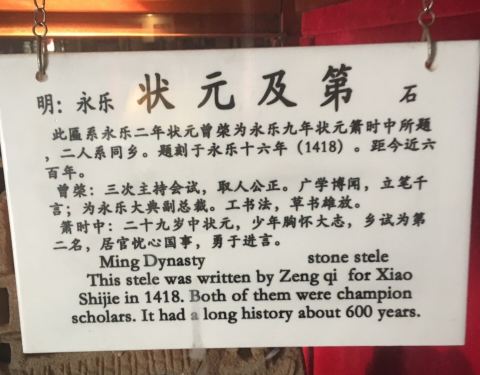 明：永乐 状元及第 石
此匾系永乐二年状元曾棨为永乐九年状元萧时中所题
，二人系同乡。题刻于永乐十六年（1418）。距今近六
百年。
曾棨：三次主持会试，取人公正。广学博闻，立笔千
言；为永乐大典副总裁。工书法，草书雄放。
萧时中：二十九岁中状元，少年胸怀大志，乡试为第
二名，居官忧心国事，勇于进言。
Ming Dynasty stone stele
This stele was written by Zeng qi for Xiao
Shijie in 1418. Both of them were champion
scholars. It had a long history about 600 years.